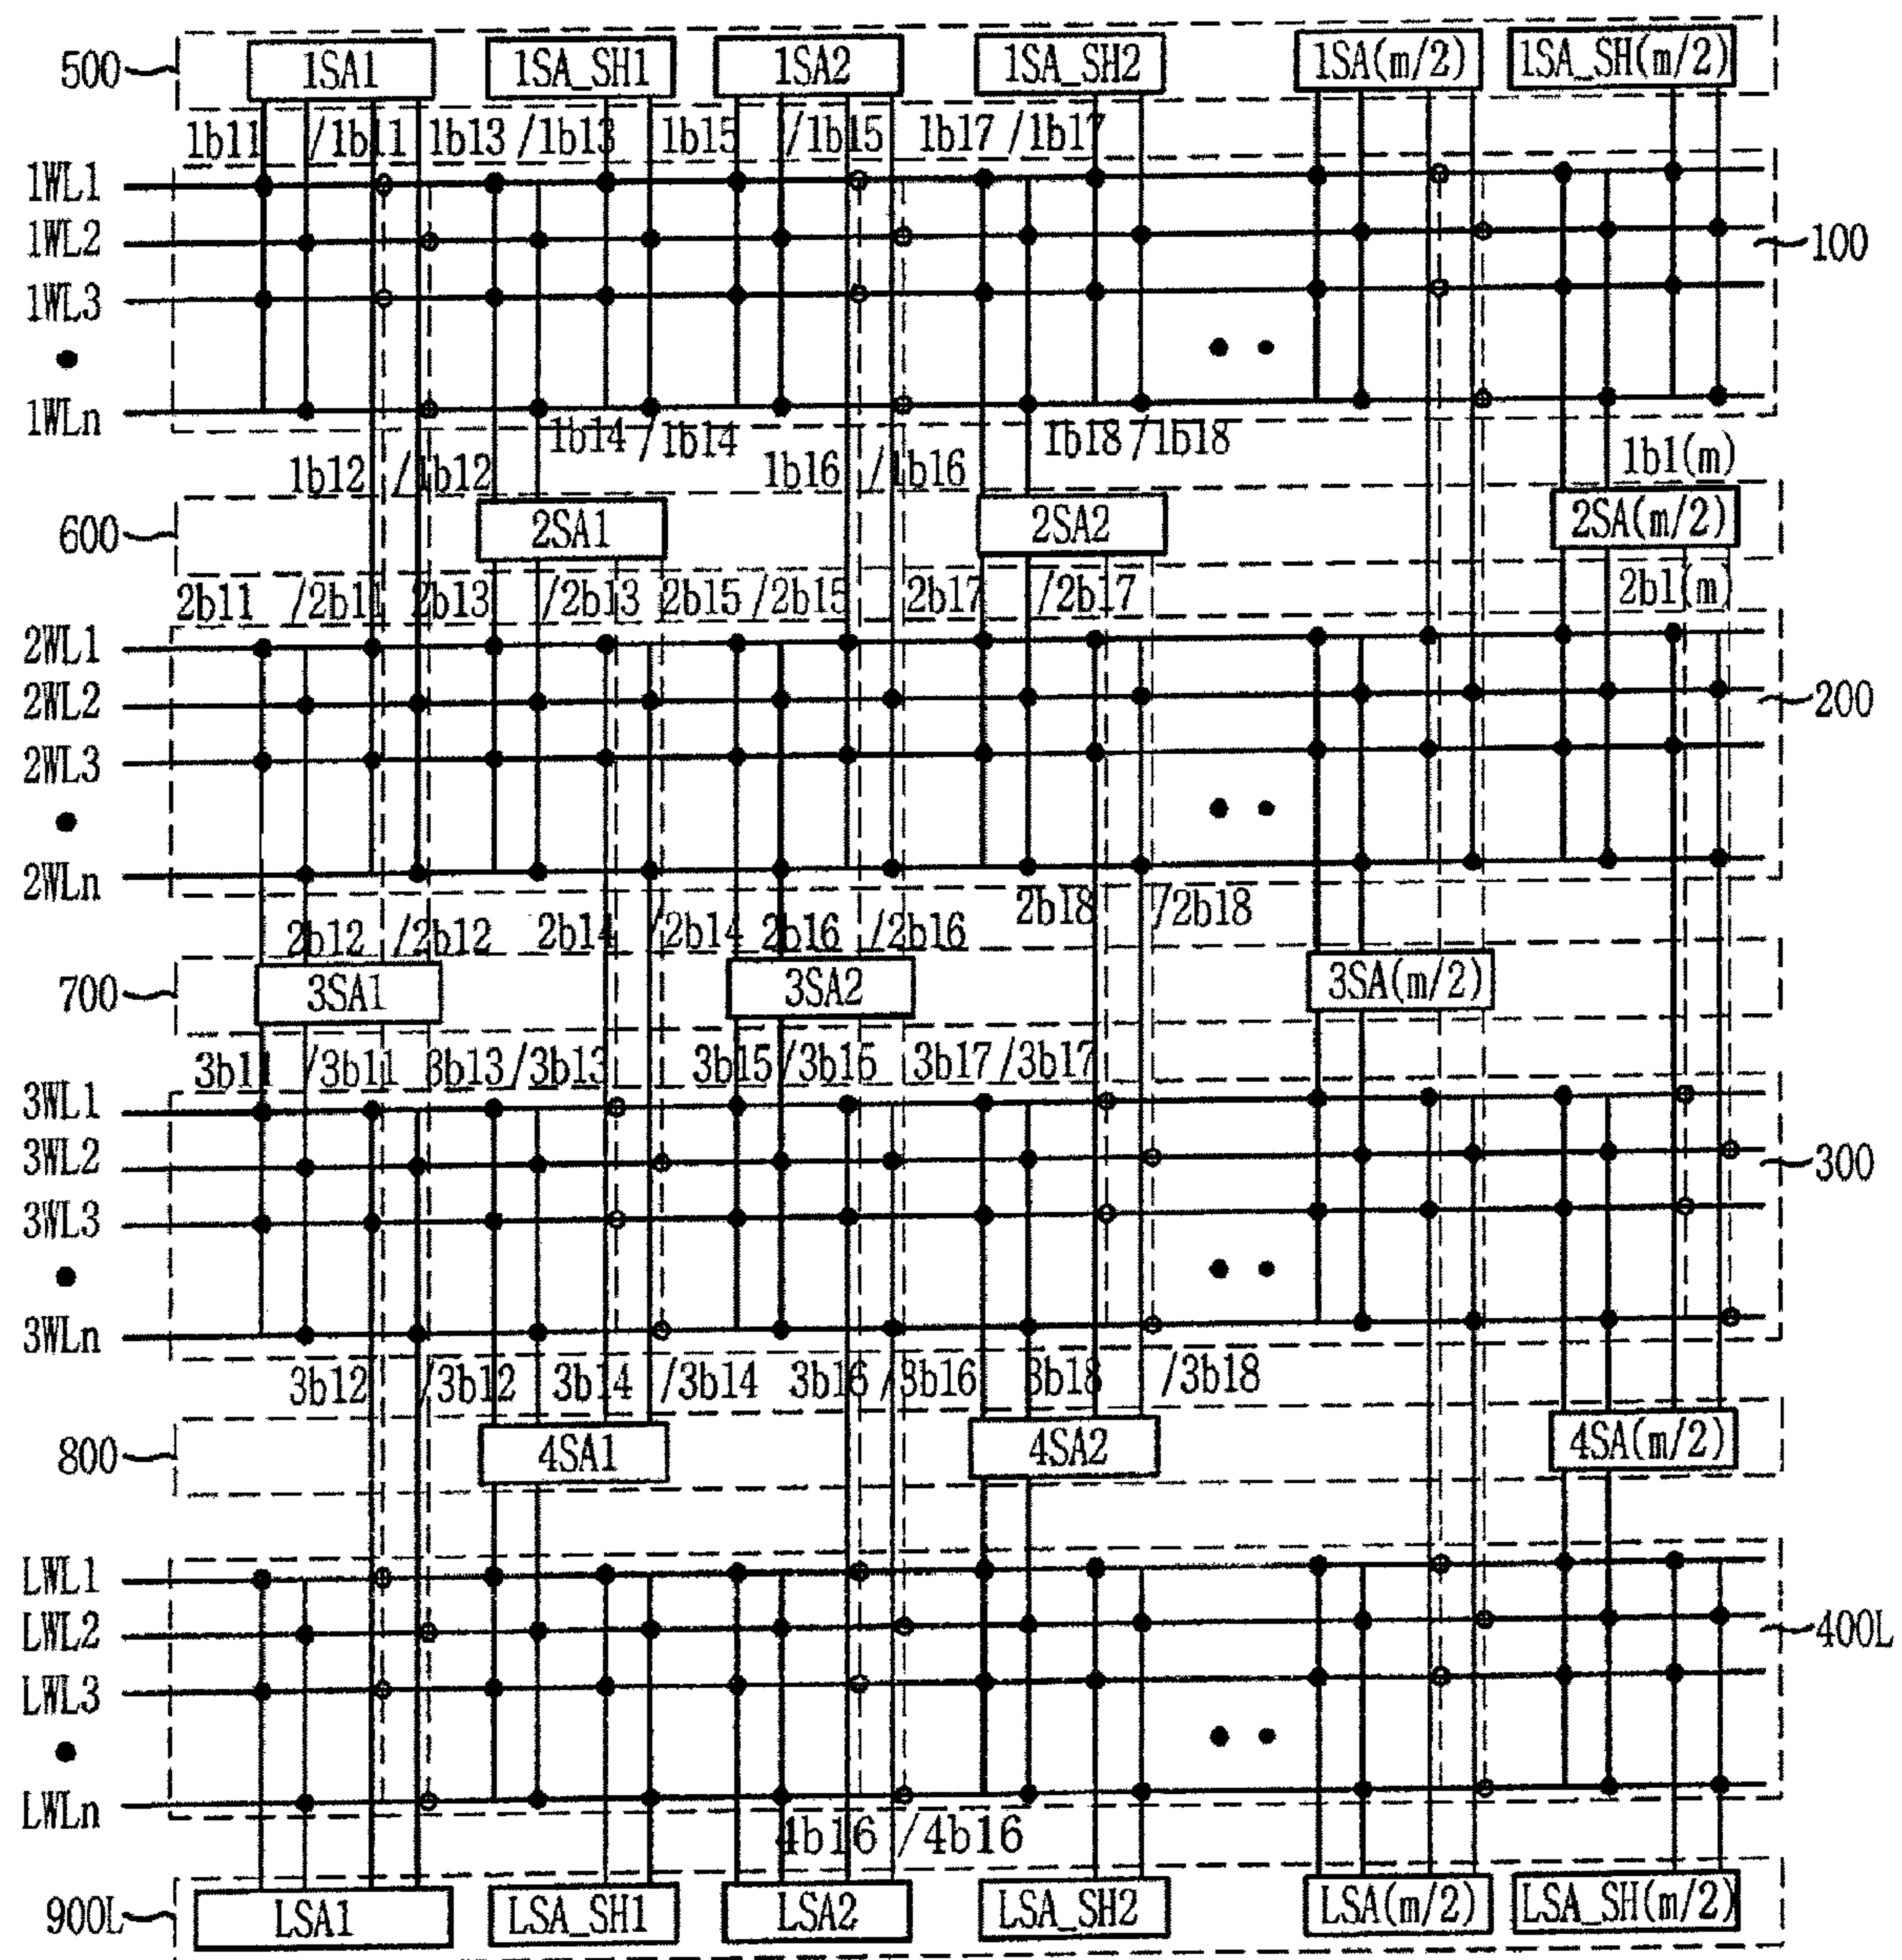 500 1SA1 1SA_SH1 1SA2 1SA_SH2 1SA(m/2) 1SA_SH(m/2)
1b11 /1b11 1b13 /1b13 1b15 /1b15 1b17 /1b17
1WL1
1WL2 100
1WL3
1WLn
1b14 /1b14 1b18 /1b18
1b12 /1b12 1b16 /1b16 1b1(m)
600 2SA1 2SA2 2SA(m/2)
2b11 /2b11 2b13 /2b13 2b15 /2b15 2b17 /2b17 2b1(m)
2WL1
2WL2 200
2WL3
2WLn
2b18 /2b18
2b12 /2b12 2b14 /2b14 2b16 /2b16
700 3SA1 3SA2 3SA(m/2)
3b11 /3b11 3b13 /3b13 3b15 /3b15 3b17 /3b17
3WL1
3WL2 300
3WL3
3WLn
3b12 /3b12 3b14 /3b14 3b16 /3b16 3b18 /3b18
800 4SA1 4SA2 4SA(m/2)
LWL1
LWL2 400L
LWL3
LWLn
4b16 /4b16
900L LSA1 LSA_SH1 LSA2 LSA_SH2 LSA(m/2) LSA_SH(m/2)